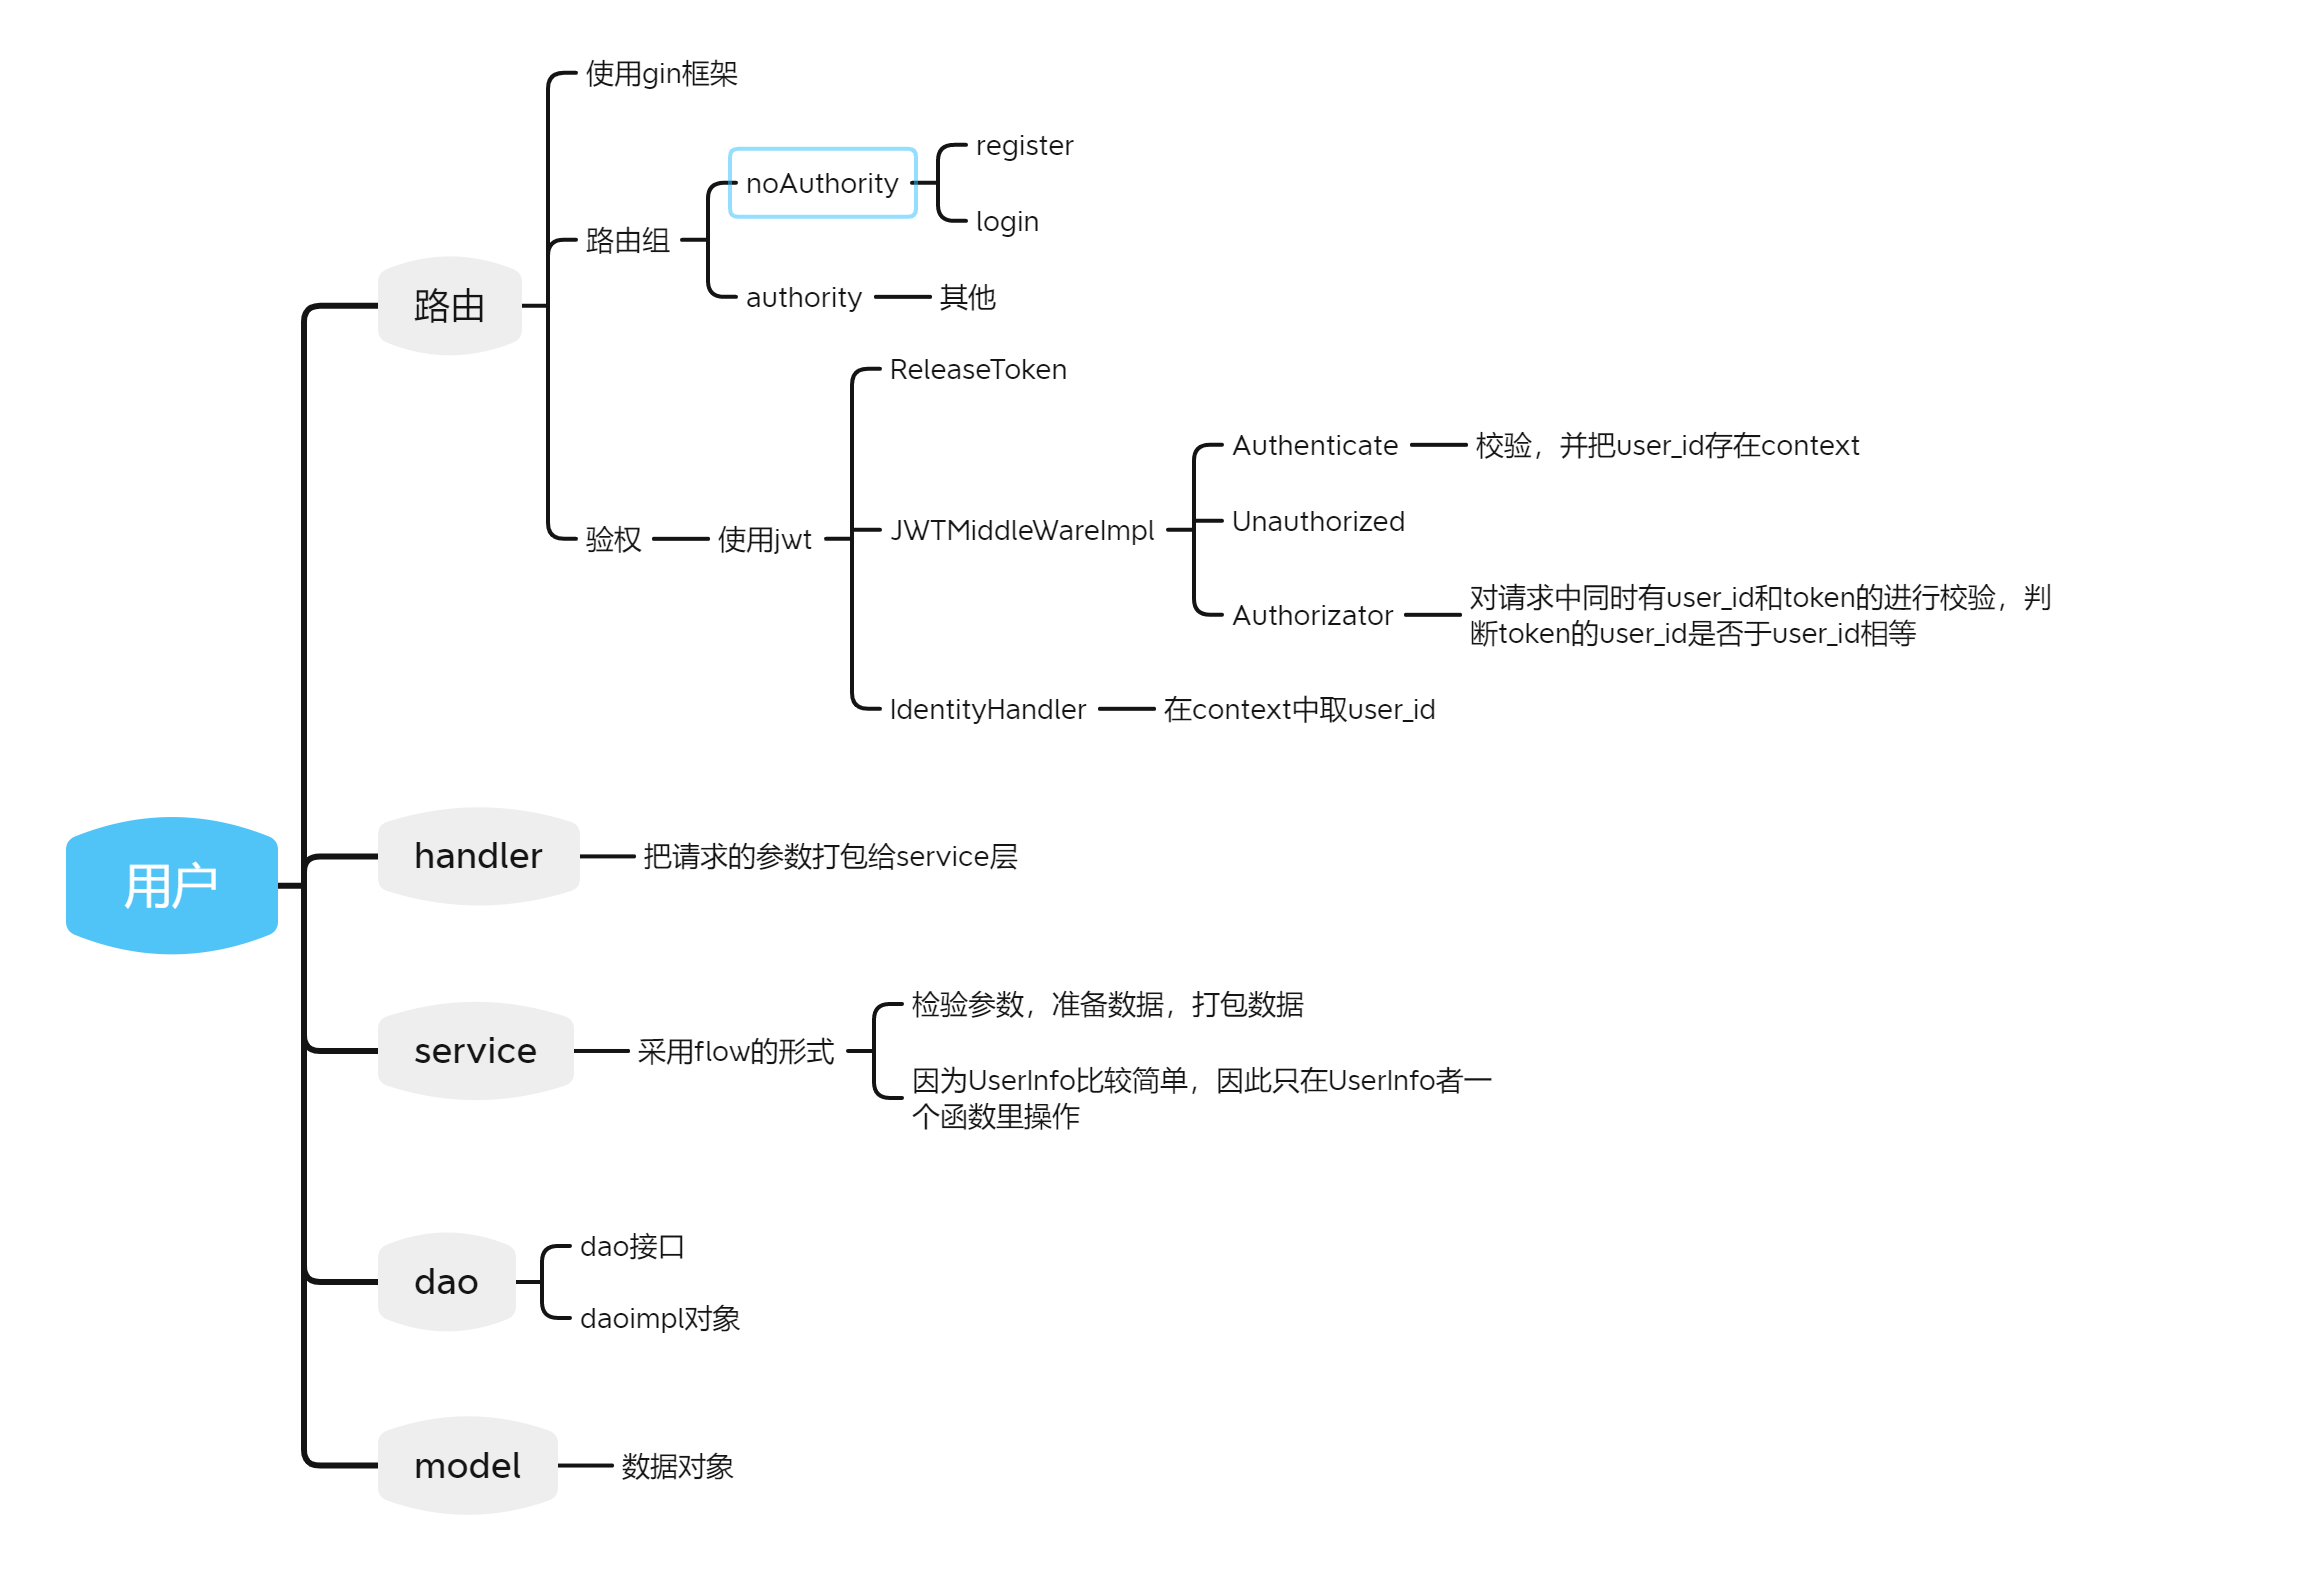 使用gin框架
register
noAuthority
login
路由组
authority
其他
路由
ReleaseToken
Authenticate
校验，并把user_id存在context
Unauthorized
JWTMiddleWareImpl
验权
使用jwt
Authorizator
对请求中同时有user_id和token的进行校验，判
断token的user_id是否于user_id相等
IdentityHandler
在context中取user_id
用户
handler
把请求的参数打包给service层
service
采用flow的形式
检验参数，准备数据，打包数据
因为UserInfo比较简单，因此只在UserInfo者一
个函数里操作
dao
dao接口
daoimpl对象
model
数据对象